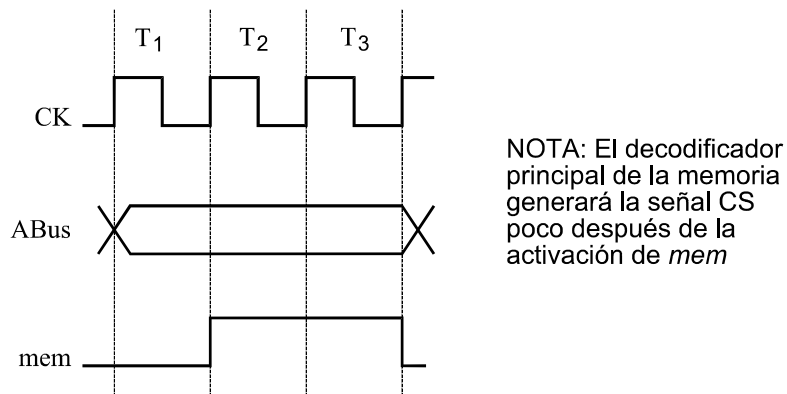 T1 T2 T3
CK
NOTA: El decodificador
principal de la memoria
generará la señal CS
poco después de la
activación de mem
ABus
mem